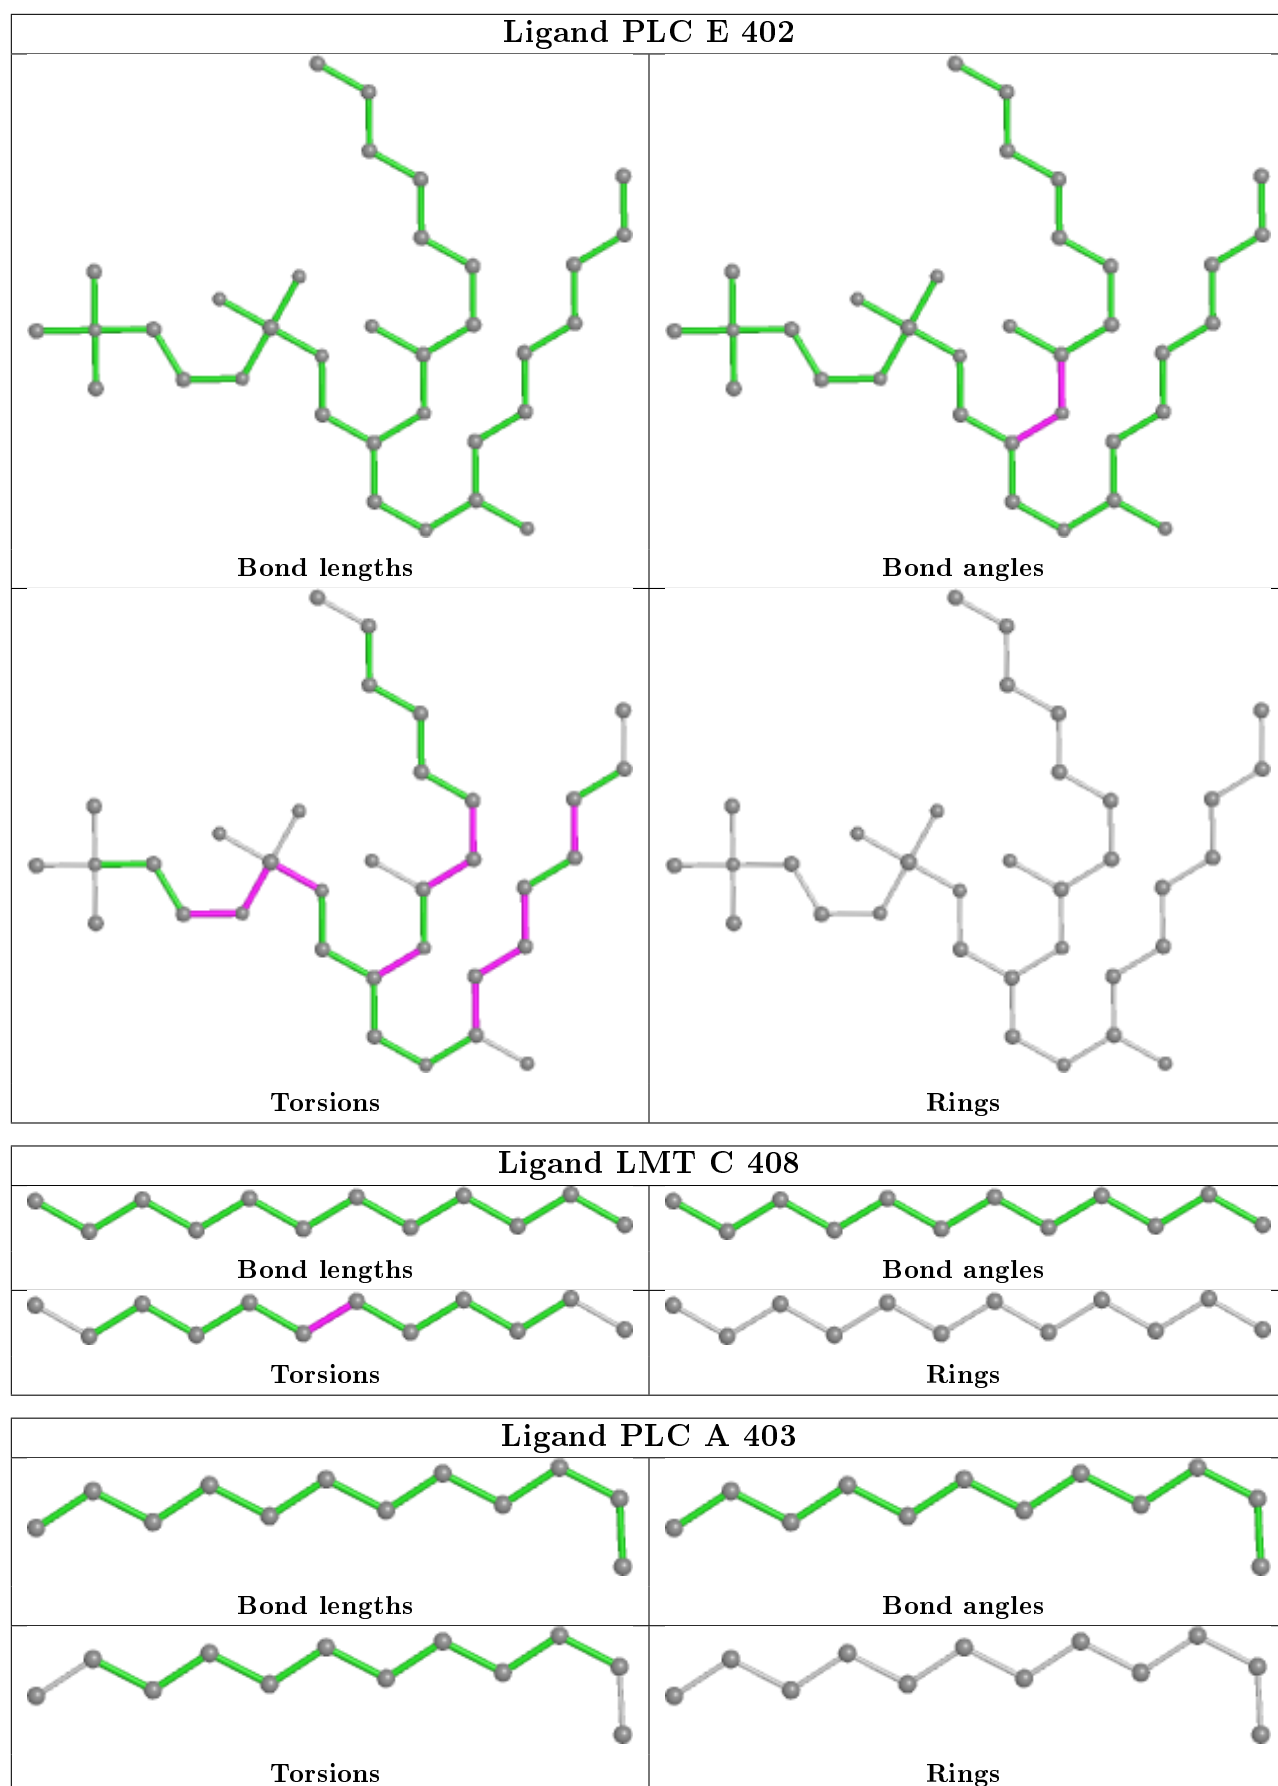 Ligand PLC E 402
Bond lengths
Bond angles
Torsions
Rings
Ligand LMT C 408
Bond lengths
Bond angles
Torsions
Rings
Ligand PLC A 403
Bond lengths
Bond angles
Torsions
Rings